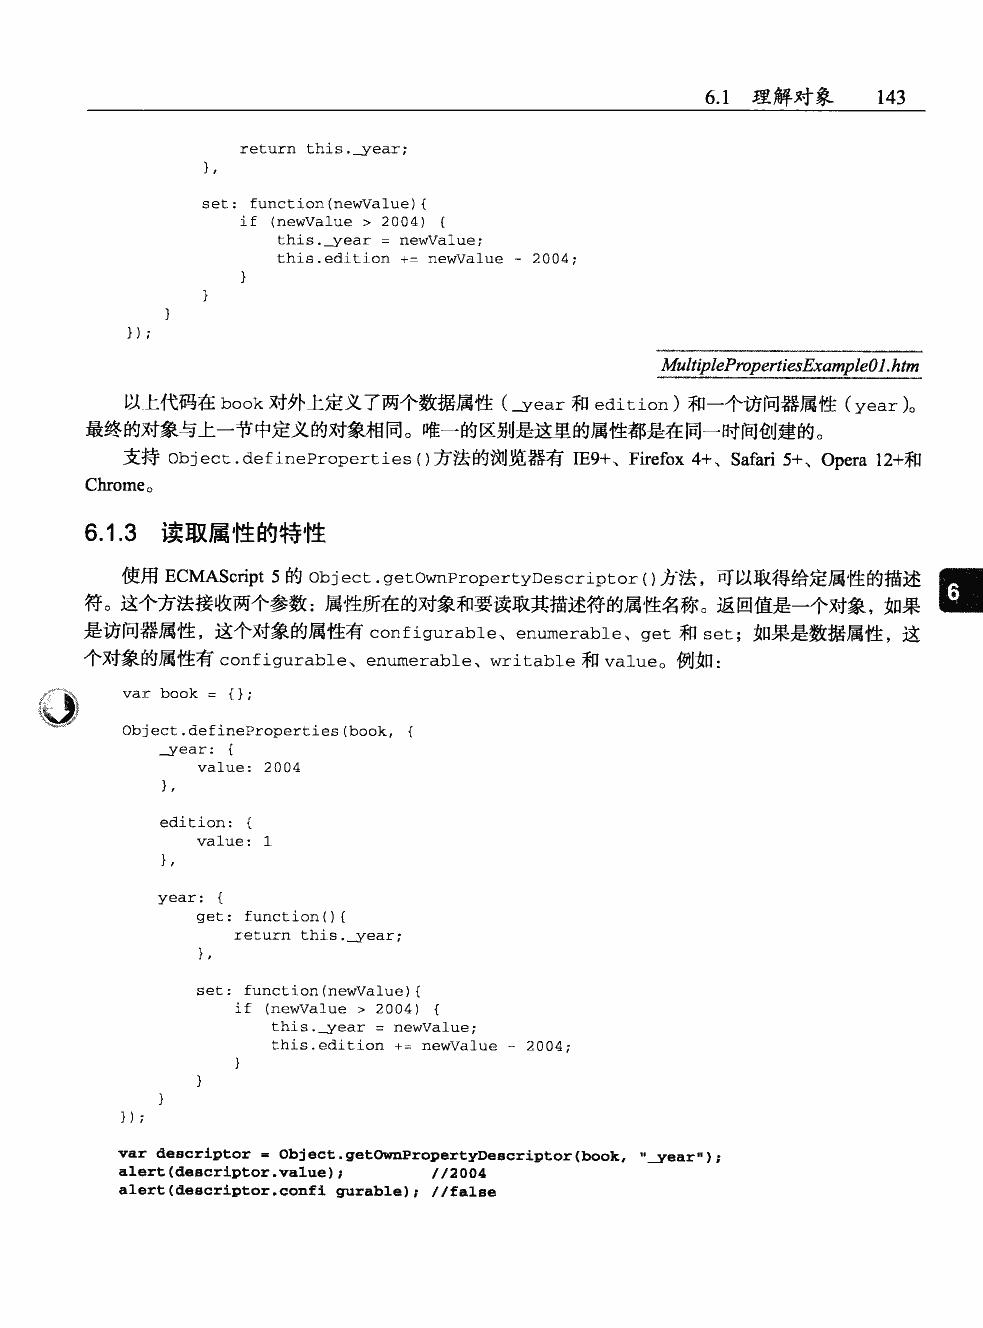 6.1 理解对象 143
return this._year;
},
set: function(newValue){
if (newValue > 2004) {
this._year = newValue;
this.edition += newValue - 2004;
}
}
}
});
MultiplePropertiesExample01.htm
以上代码在 book 对外上定义了两个数据属性（_year 和 edition）和一个访问器属性（year）。
最终的对象与上一节中定义的对象相同。唯一的区别是这里的属性都是在同一时间创建的。
支持 Object.defineProperties()方法的浏览器有 IE9+、Firefox 4+、Safari 5+、Opera 12+和
Chrome。
6.1.3 读取属性的特性
使用 ECMAScript 5 的 Object.getOwnPropertyDescriptor()方法，可以取得给定属性的描述
符。这个方法接收两个参数：属性所在的对象和要读取其描述符的属性名称。返回值是一个对象，如果
是访问器属性，这个对象的属性有 configurable、enumerable、get 和 set；如果是数据属性，这
个对象的属性有 configurable、enumerable、writable 和 value。例如：
6
var book = {};
Object.defineProperties(book, {
_year: {
value: 2004
},
edition: {
value: 1
},
year: {
get: function(){
return this._year;
},
set: function(newValue){
if (newValue > 2004) {
this._year = newValue;
this.edition += newValue - 2004;
}
}
}
});
var descriptor = Object.getOwnPropertyDescriptor(book, "_year");
alert(descriptor.value); //2004
alert(descriptor.confi gurable); //false